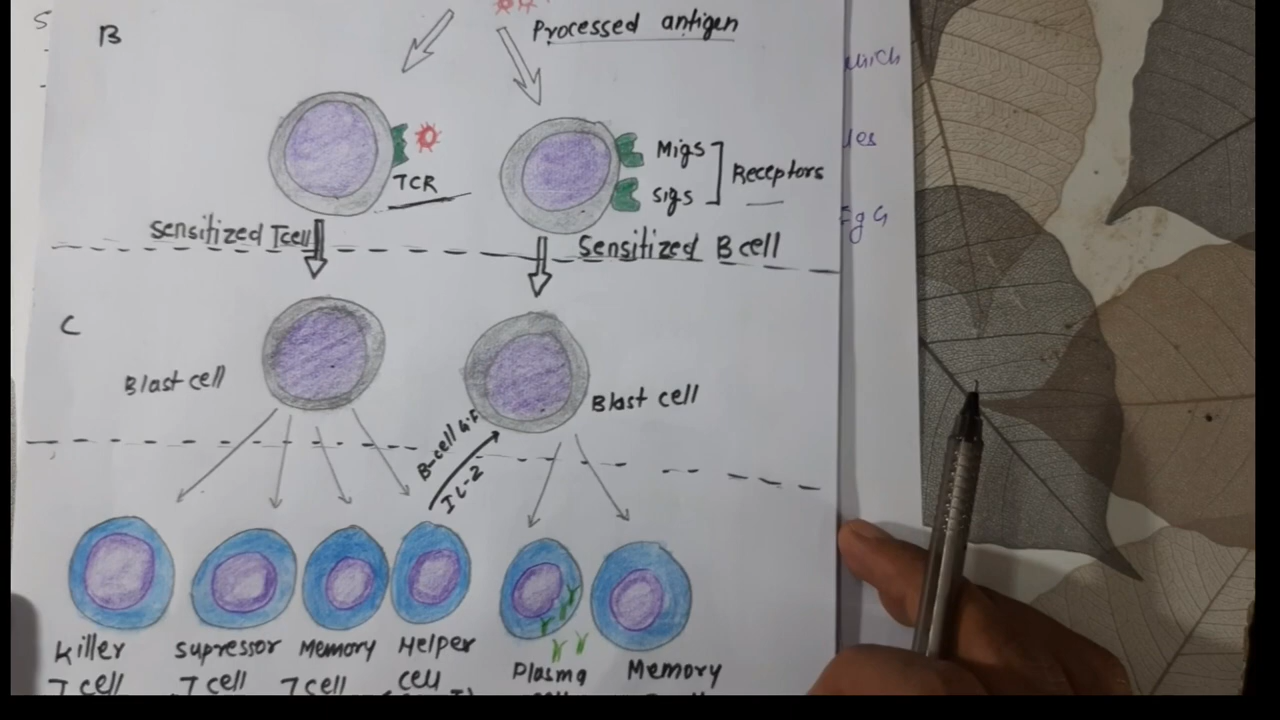 B
Processed antigen
TCR
Migs
Sigs
Receptors
Sensitized Tcell
Sensitized B cell
C
Blast cell
Blast cell
B-cell G.F
IL-2
Killer
T cell
Supressor
T cell
Memory
T cell
Helper
cell
Plasma
Memory